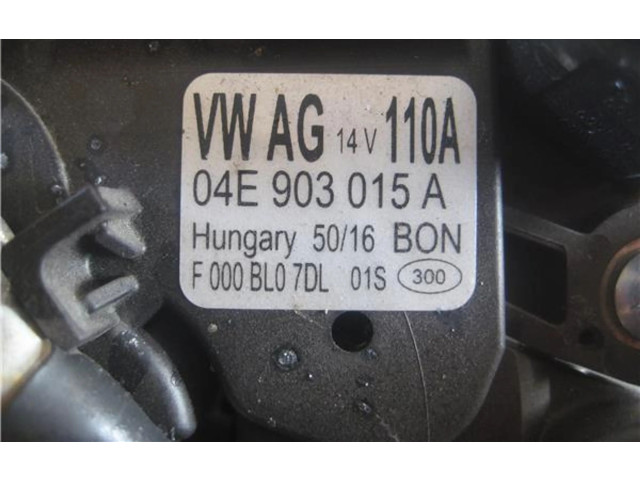 VW AG 14 V 110A
04E 903 015 A
Hungary 50/16 BON
F 000 BL0 7DL 01S 300